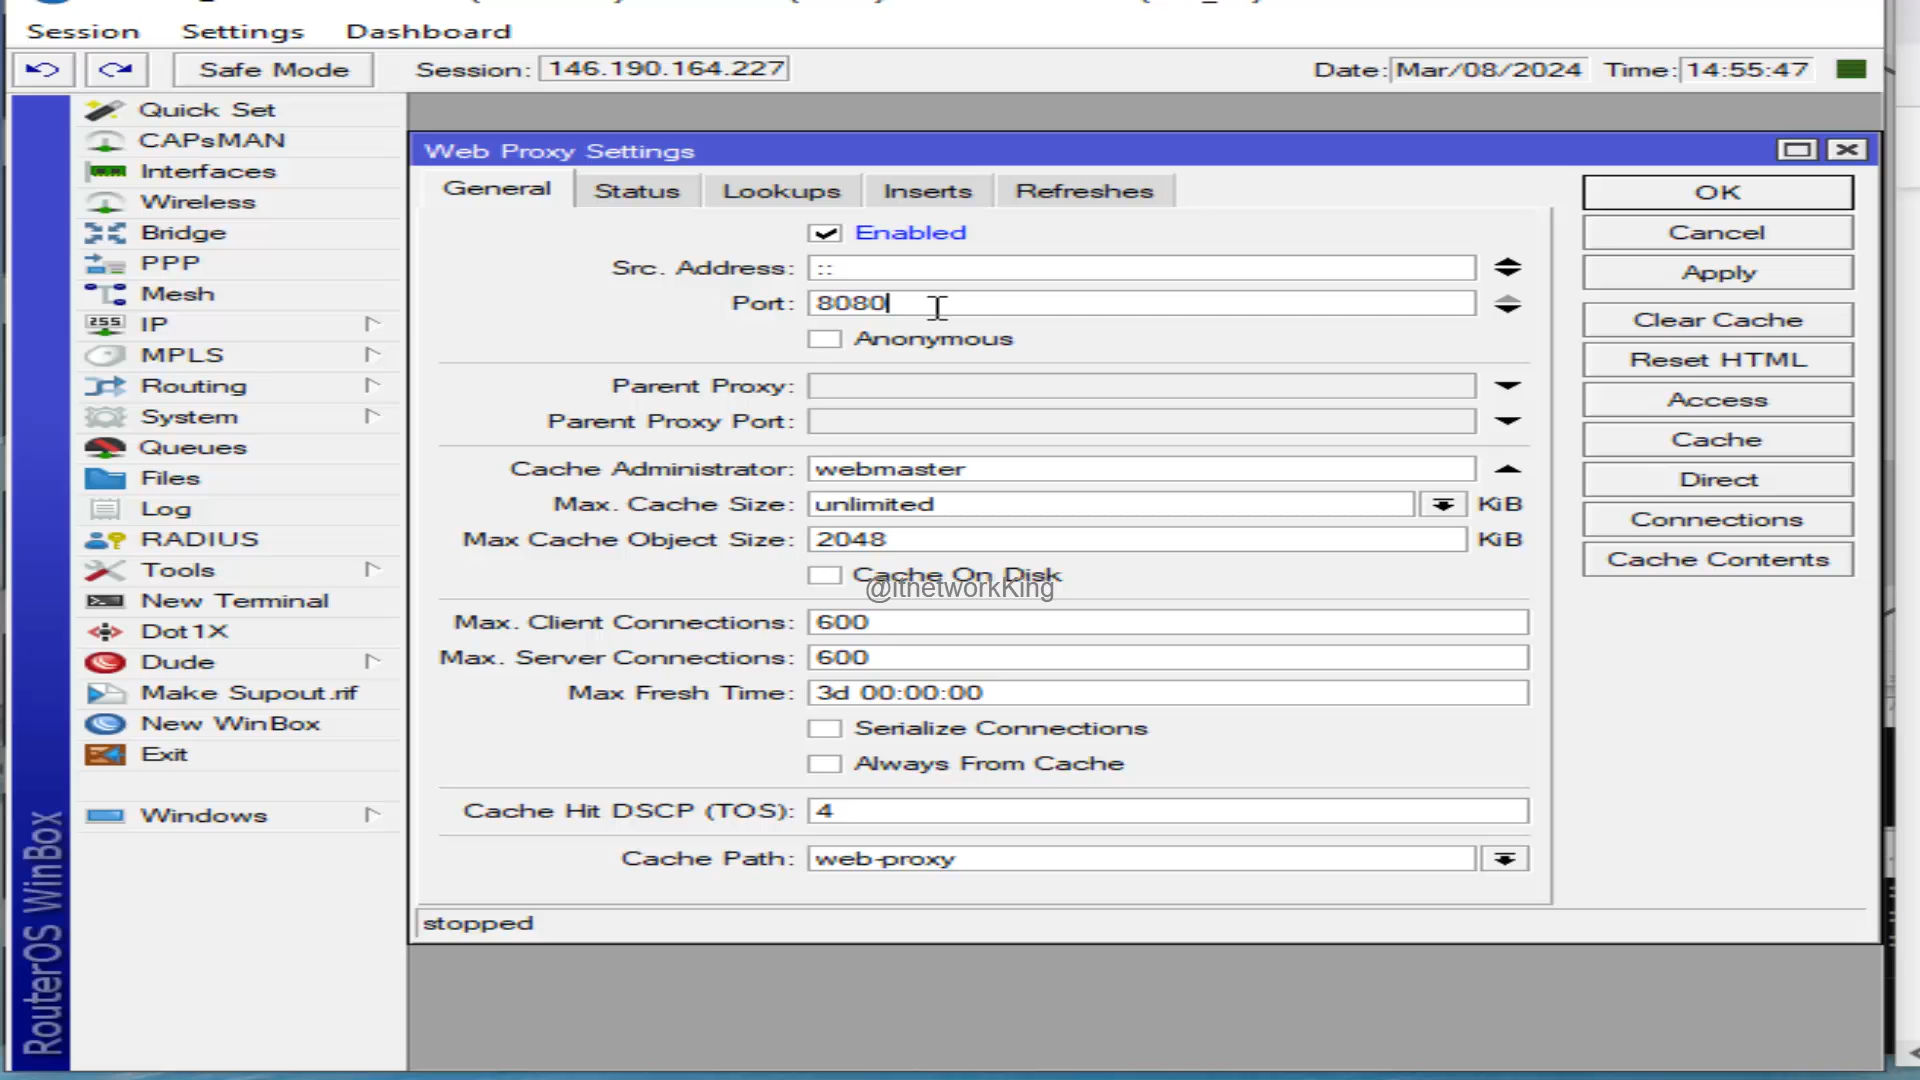 Session Settings Dashboard
Safe Mode Session: 146.190.164.227 Date: Mar/08/2024 Time: 14:55:47
Quick Set
CAPsMAN
Interfaces
Wireless
Bridge
PPP
Mesh
255 IP
MPLS
Routing
System
Queues
Files
Log
RADIUS
Tools
New Terminal
Dot1X
Dude
Make Supout.rif
New WinBox
Exit
Windows
RouterOS WinBox
Web Proxy Settings
General Status Lookups Inserts Refreshes
Enabled
Src. Address: ::
Port: 8080
Anonymous
Parent Proxy:
Parent Proxy Port:
Cache Administrator: webmaster
Max. Cache Size: unlimited KiB
Max Cache Object Size: 2048 KiB
Cache On Disk
@itnetworkKing
Max. Client Connections: 600
Max. Server Connections: 600
Max Fresh Time: 3d 00:00:00
Serialize Connections
Always From Cache
Cache Hit DSCP (TOS): 4
Cache Path: web-proxy
stopped
OK
Cancel
Apply
Clear Cache
Reset HTML
Access
Cache
Direct
Connections
Cache Contents